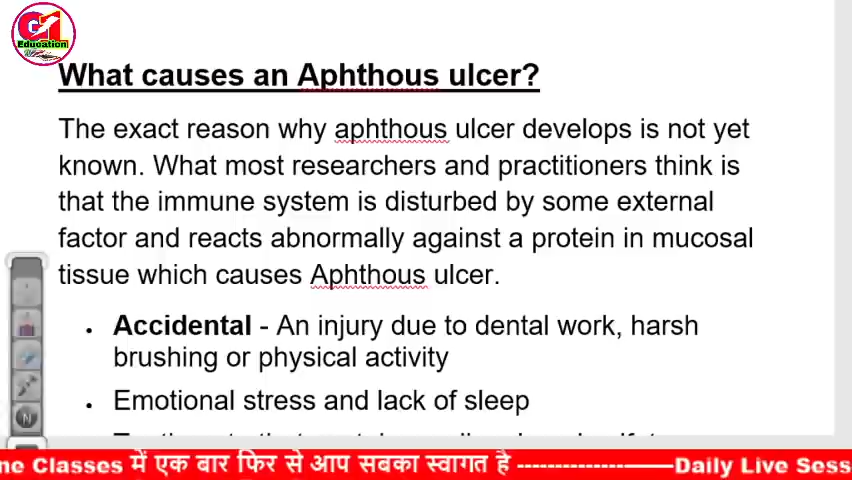 GI
Education
What causes an Aphthous ulcer?
The exact reason why aphthous ulcer develops is not yet
known. What most researchers and practitioners think is
that the immune system is disturbed by some external
factor and reacts abnormally against a protein in mucosal
tissue which causes Aphthous ulcer.
• Accidental - An injury due to dental work, harsh
brushing or physical activity
• Emotional stress and lack of sleep
N
ne Classes में एक बार फिर से आप सबका स्वागत है ---------------———Daily Live Sess